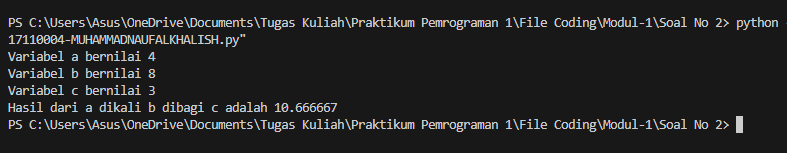 PS C:\Users\Asus\OneDrive\Documents\Tugas Kuliah\Praktikum Pemrograman 1\File Coding\Modul-1\Soal No 2> python
17110004-MUHAMMADNAUFALKHALISH.py"
Variabel a bernilai 4
Variabel b bernilai 8
Variabel c bernilai 3
Hasil dari a dikali b dibagi c adalah 10.666667
PS C:\Users\Asus\OneDrive\Documents\Tugas Kuliah\Praktikum Pemrograman 1\File Coding\Modul-1\Soal No 2>